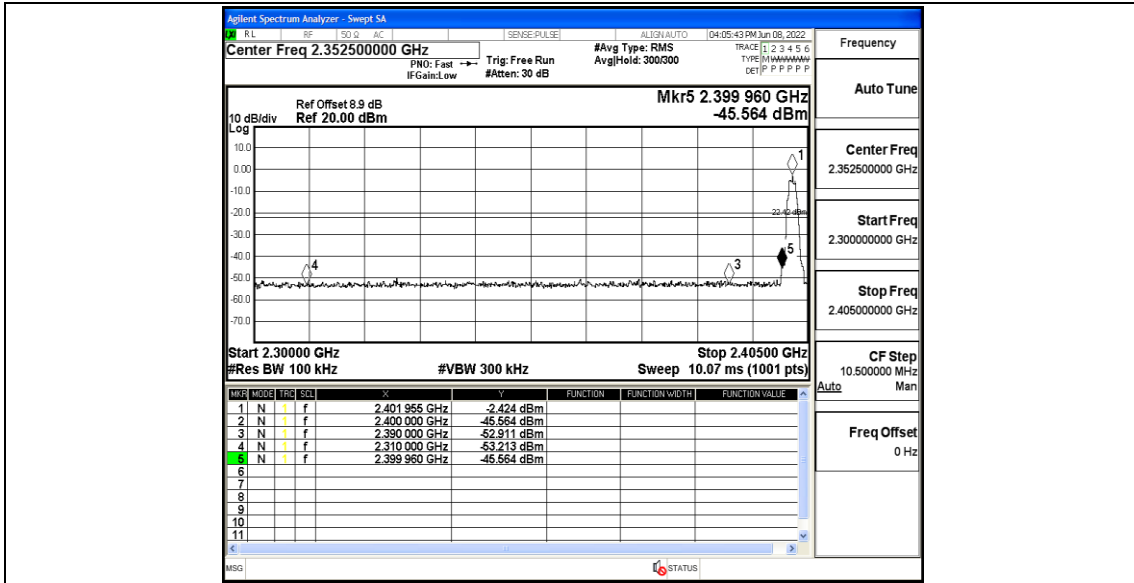 Agilent Spectrum Analyzer - Swept SA
LXI RL RF 50 Ω AC SENSE:PULSE ALIGN AUTO 04:05:43 PM Jun 08, 2022
Center Freq 2.352500000 GHz
PNO: Fast
IFGain:Low
Trig: Free Run
#Atten: 30 dB
#Avg Type: RMS
Avg|Hold: 300/300
TRACE 1 2 3 4 5 6
TYPE M W W W W W
DET P P P P P P
Ref Offset 8.9 dB
Ref 20.00 dBm
10 dB/div
Log
Mkr5 2.399 960 GHz
-45.564 dBm
10.0
0.00
-10.0
-20.0
-30.0
-40.0
-50.0
-60.0
-70.0
1
22.42 dBm
5
3
4
Start 2.30000 GHz
Stop 2.40500 GHz
#Res BW 100 kHz
#VBW 300 kHz
Sweep 10.07 ms (1001 pts)
MKR MODE TRC SCL X Y FUNCTION FUNCTION WIDTH FUNCTION VALUE
1 N 1 f 2.401 955 GHz -2.424 dBm
2 N 1 f 2.400 000 GHz -45.564 dBm
3 N 1 f 2.390 000 GHz -52.911 dBm
4 N 1 f 2.310 000 GHz -53.213 dBm
5 N 1 f 2.399 960 GHz -45.564 dBm
6
7
8
9
10
11
MSG
STATUS
Frequency
Auto Tune
Center Freq
2.352500000 GHz
Start Freq
2.300000000 GHz
Stop Freq
2.405000000 GHz
CF Step
10.500000 MHz
Auto Man
Freq Offset
0 Hz